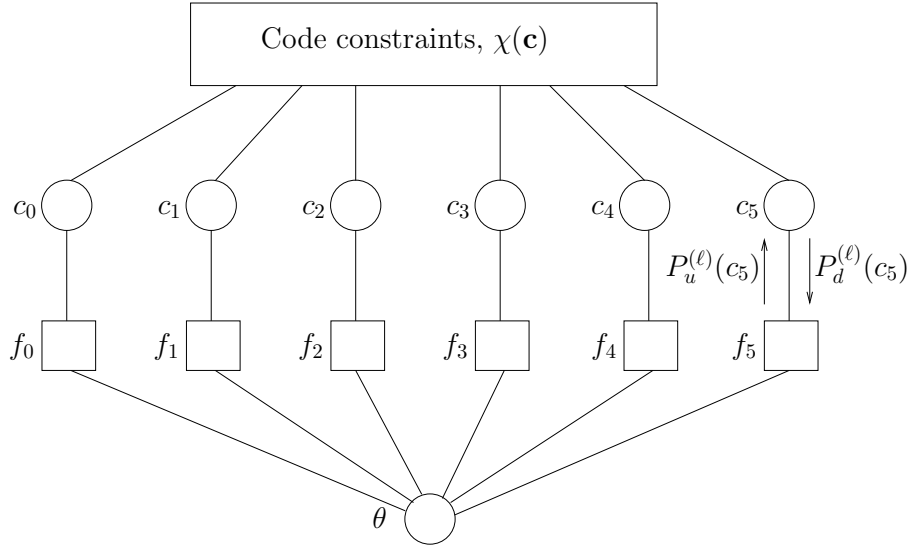 Code constraints, χ(𝐜)
c₀ c₁ c₂ c₃ c₄ c₅
P_u^{(ℓ)}(c₅) P_d^{(ℓ)}(c₅)
f₀ f₁ f₂ f₃ f₄ f₅
θ